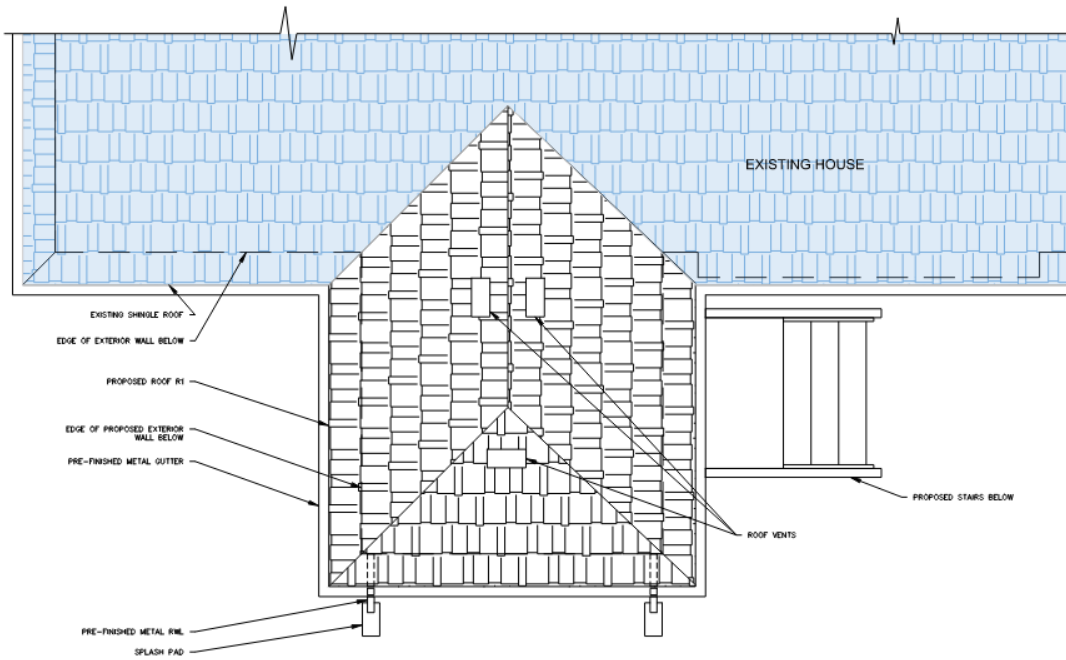 EXISTING HOUSE
EXISTING SHINGLE ROOF
EDGE OF EXTERIOR WALL BELOW
PROPOSED ROOF R1
EDGE OF PROPOSED EXTERIOR
WALL BELOW
PRE-FINISHED METAL GUTTER
PROPOSED STAIRS BELOW
ROOF VENTS
PRE-FINISHED METAL RWL
SPLASH PAD